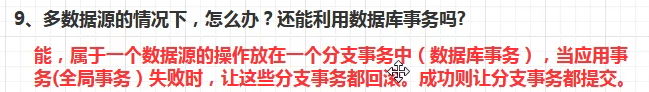 9、多数据源的情况下，怎么办？还能利用数据库事务吗?
能，属于一个数据源的操作放在一个分支事务中（数据库事务），当应用事
务(全局事务）失败时，让这些分支事务都回滚。成功则让分支事务都提交。